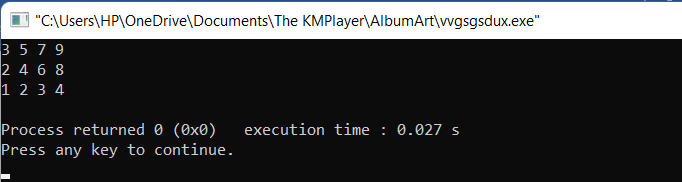 "C:\Users\HP\OneDrive\Documents\The KMPlayer\AlbumArt\vvgsgsdux.exe"
3 5 7 9
2 4 6 8
1 2 3 4
Process returned 0 (0x0)   execution time : 0.027 s
Press any key to continue.